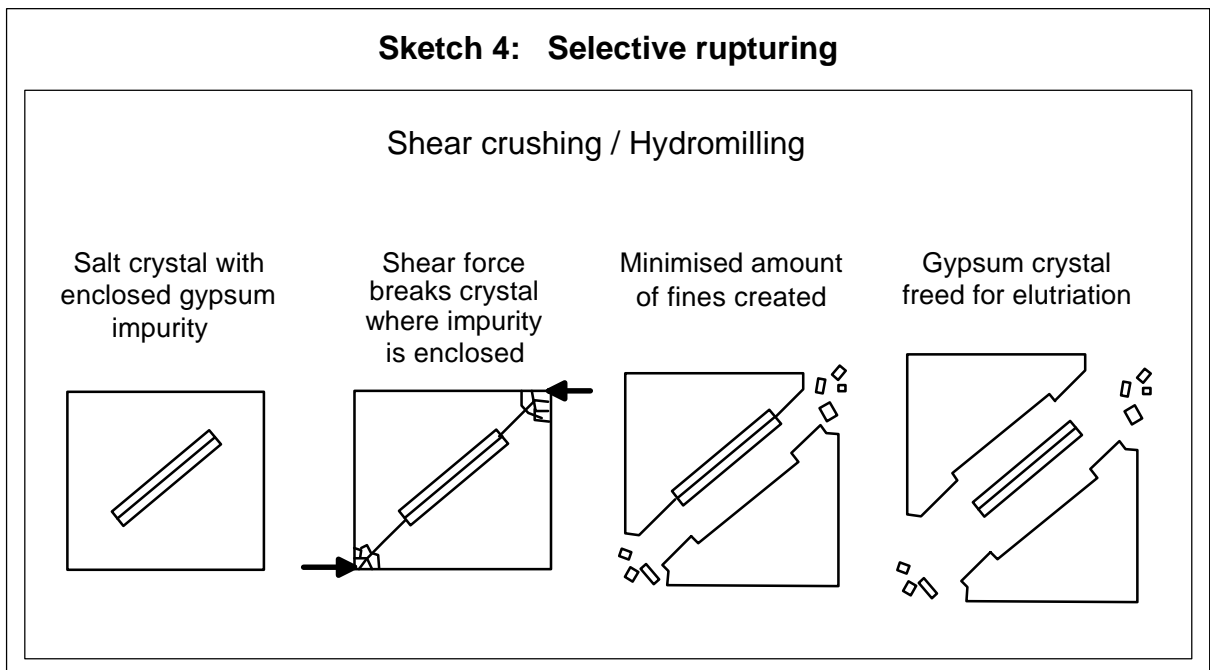 Sketch 4: Selective rupturing
Shear crushing / Hydromilling
Salt crystal with
enclosed gypsum
impurity
Shear force
breaks crystal
where impurity
is enclosed
Minimised amount
of fines created
Gypsum crystal
freed for elutriation